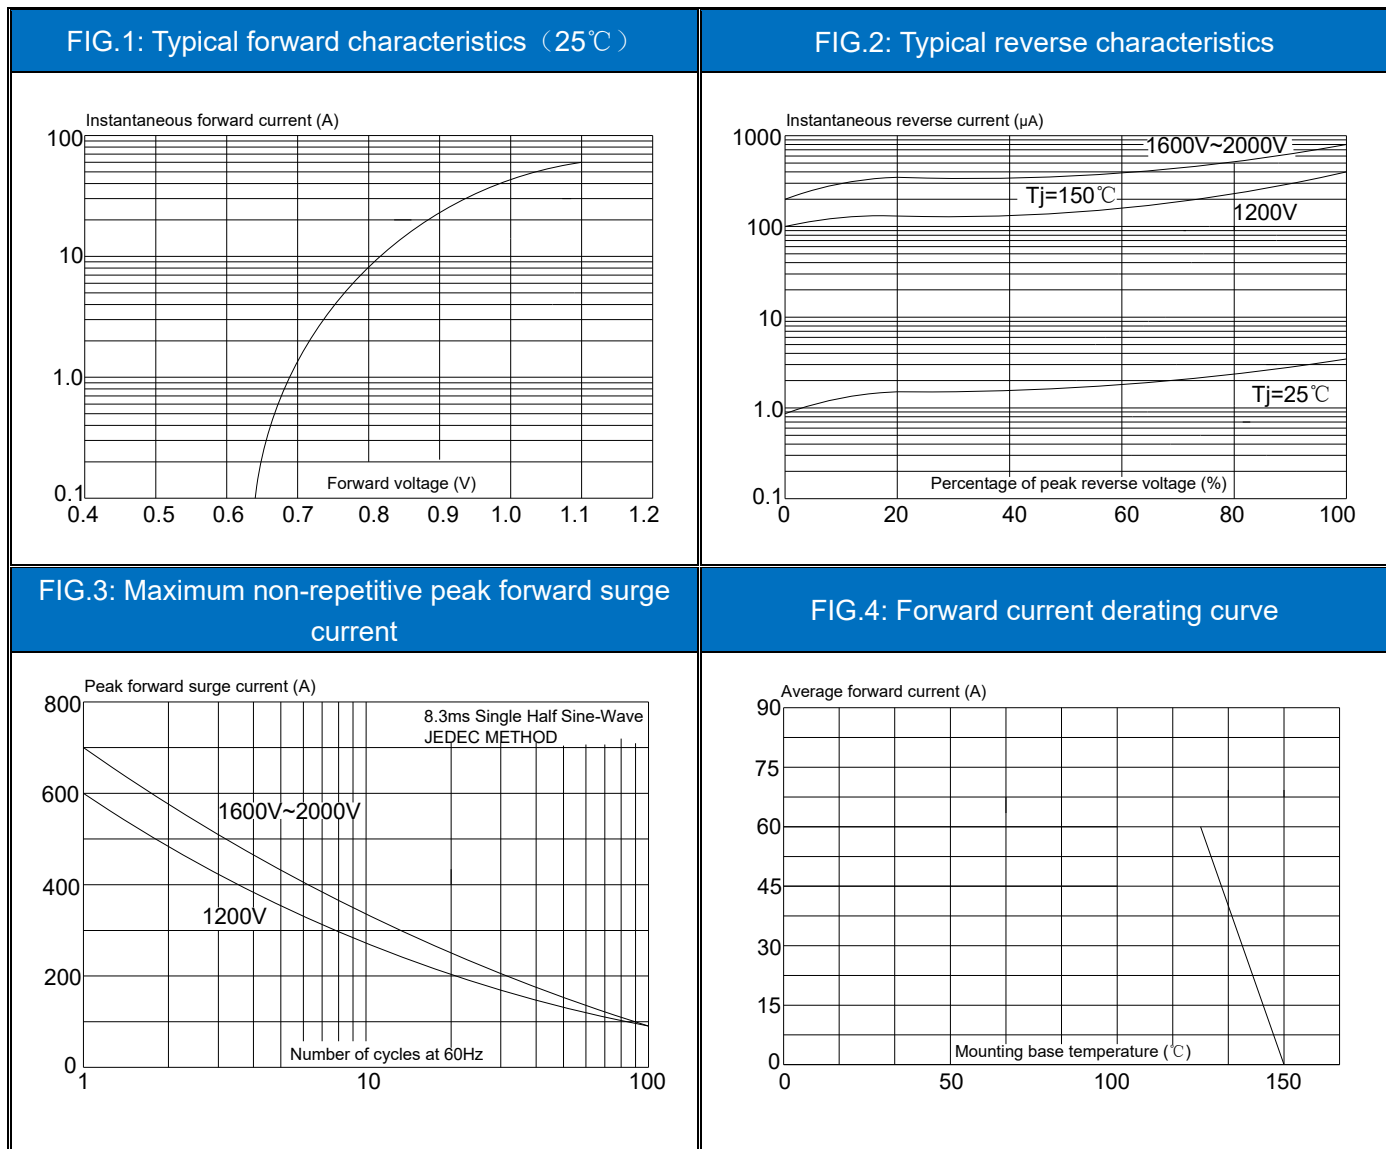 FIG.1: Typical forward characteristics（25℃）
Instantaneous forward current (A)
100
10
1.0
0.1
Forward voltage (V)
0.4 0.5 0.6 0.7 0.8 0.9 1.0 1.1 1.2
FIG.2: Typical reverse characteristics
Instantaneous reverse current (μA)
1000
1600V~2000V
Tj=150℃
1200V
100
10
Tj=25℃
1.0
Percentage of peak reverse voltage (%)
0.1
0 20 40 60 80 100
FIG.3: Maximum non-repetitive peak forward surge
current
Peak forward surge current (A)
800
8.3ms Single Half Sine-Wave
JEDEC METHOD
600
1600V~2000V
400
1200V
200
Number of cycles at 60Hz
0
1 10 100
FIG.4: Forward current derating curve
Average forward current (A)
90
75
60
45
30
15
Mounting base temperature (℃)
0
0 50 100 150